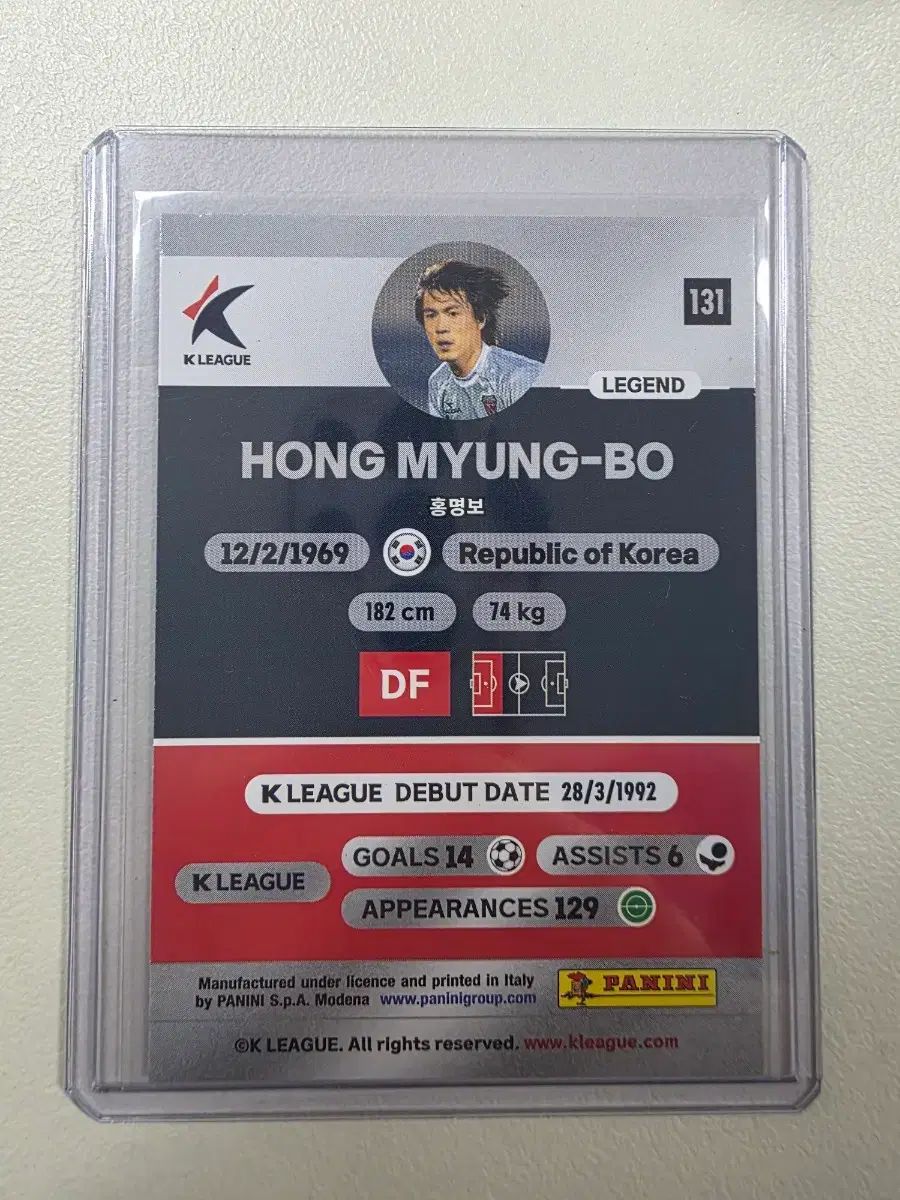 K LEAGUE
131
LEGEND
HONG MYUNG-BO
홍명보
12/2/1969 Republic of Korea
182 cm 74 kg
DF
K LEAGUE DEBUT DATE 28/3/1992
K LEAGUE
GOALS 14 ASSISTS 6
APPEARANCES 129
Manufactured under licence and printed in Italy
by PANINI S.p.A. Modena www.paninigroup.com
PANINI
©K LEAGUE. All rights reserved. www.kleague.com